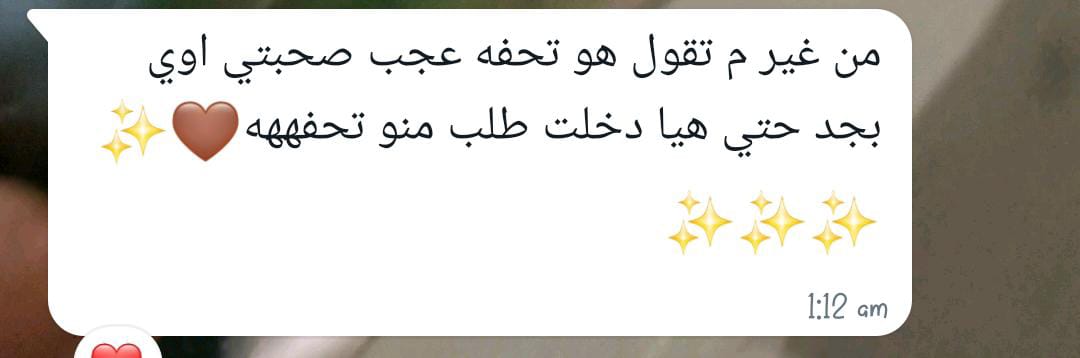 من غير م تقول هو تحفه عجب صحبتي اوي
بجد حتي هيا دخلت طلب منو تحفههه🤎✨
✨✨✨
1:12 am